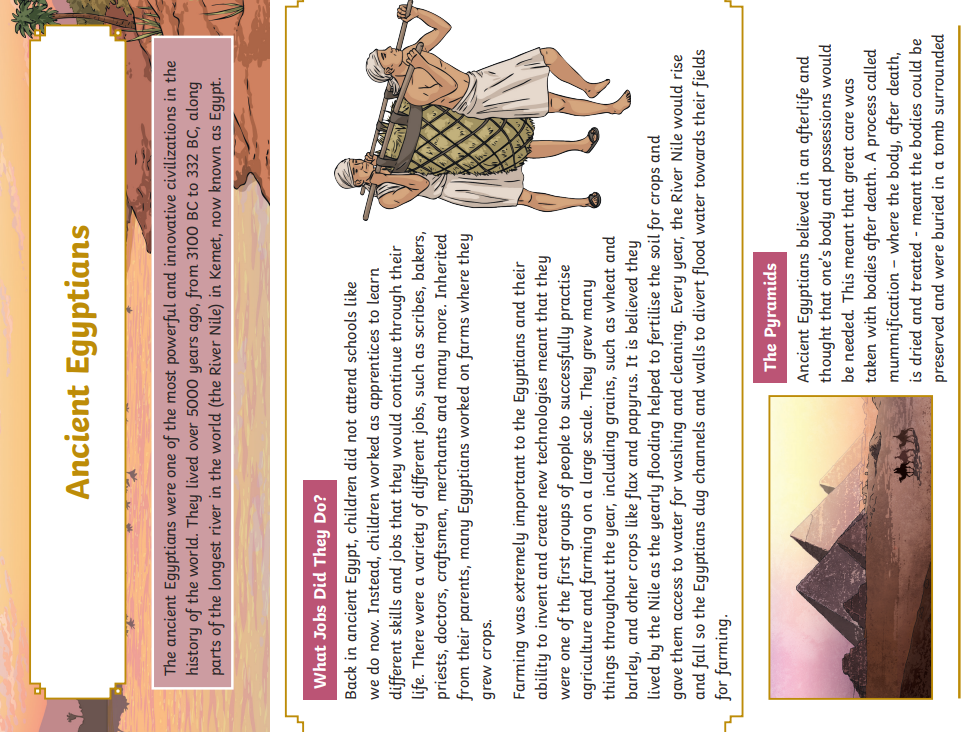 Ancient Egyptians
The ancient Egyptians were one of the most powerful and innovative civilizations in the
history of the world. They lived over 5000 years ago, from 3100 BC to 332 BC, along
parts of the longest river in the world (the River Nile) in Kemet, now known as Egypt.
What Jobs Did They Do?
Back in ancient Egypt, children did not attend schools like
we do now. Instead, children worked as apprentices to learn
different skills and jobs that they would continue through their
life. There were a variety of different jobs, such as scribes, bakers,
priests, doctors, craftsmen, merchants and many more. Inherited
from their parents, many Egyptians worked on farms where they
grew crops.
Farming was extremely important to the Egyptians and their
ability to invent and create new technologies meant that they
were one of the first groups of people to successfully practise
agriculture and farming on a large scale. They grew many
things throughout the year, including grains, such as wheat and
barley, and other crops like flax and papyrus. It is believed they
lived by the Nile as the yearly flooding helped to fertilise the soil for crops and
gave them access to water for washing and cleaning. Every year, the River Nile would rise
and fall so the Egyptians dug channels and walls to divert flood water towards their fields
for farming.
The Pyramids
Ancient Egyptians believed in an afterlife and
thought that one's body and possessions would
be needed. This meant that great care was
taken with bodies after death. A process called
mummification – where the body, after death,
is dried and treated - meant the bodies could be
preserved and were buried in a tomb surrounded